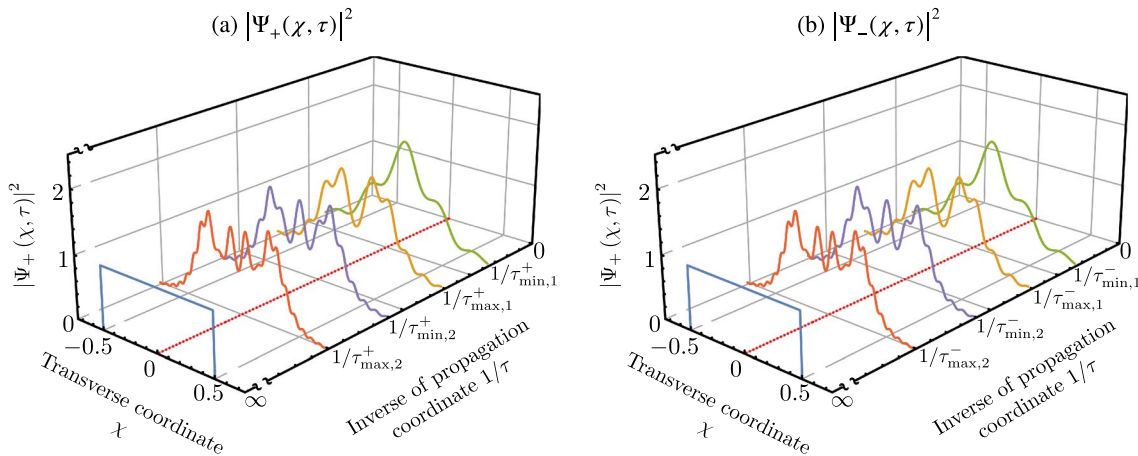 (a) |Ψ₊(χ, τ)|²
(b) |Ψ₋(χ, τ)|²
|Ψ₊(χ, τ)|²
2
1
0
−0.5
0
0.5
∞
Transverse coordinate
χ
1/τ⁺max,2
1/τ⁺min,2
1/τ⁺max,1
1/τ⁺min,1
0
Inverse of propagation
coordinate 1/τ
|Ψ₊(χ, τ)|²
2
1
0
−0.5
0
0.5
∞
Transverse coordinate
χ
1/τ⁻max,2
1/τ⁻min,2
1/τ⁻max,1
1/τ⁻min,1
0
Inverse of propagation
coordinate 1/τ